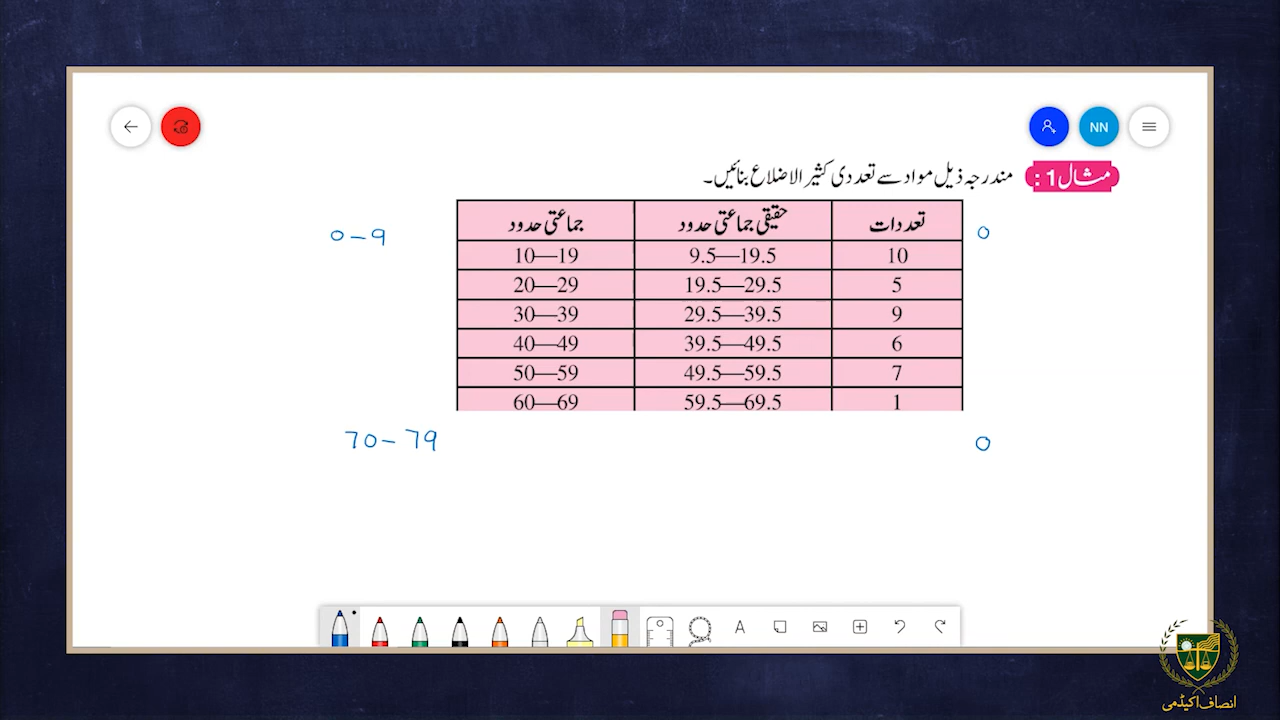 NN
مثال 1 : مندرجہ ذیل مواد سے تعددی کثیر الاضلاع بنائیں۔
جماعتی حدود حقیقی جماعتی حدود تعددات
0-9 0
10—19 9.5—19.5 10
20—29 19.5—29.5 5
30—39 29.5—39.5 9
40—49 39.5—49.5 6
50—59 49.5—59.5 7
60—69 59.5—69.5 1
70-79 0
A
انصاف اکیڈمی